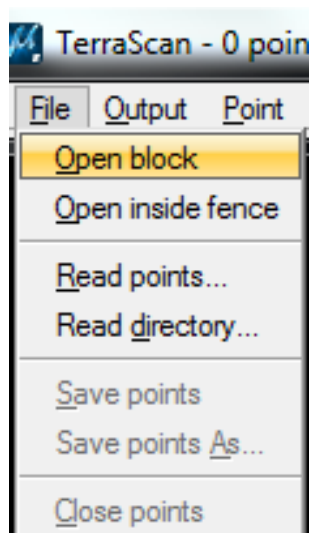 TerraScan - 0 poin
File Output Point
Open block
Open inside fence
Read points...
Read directory...
Save points
Save points As...
Close points